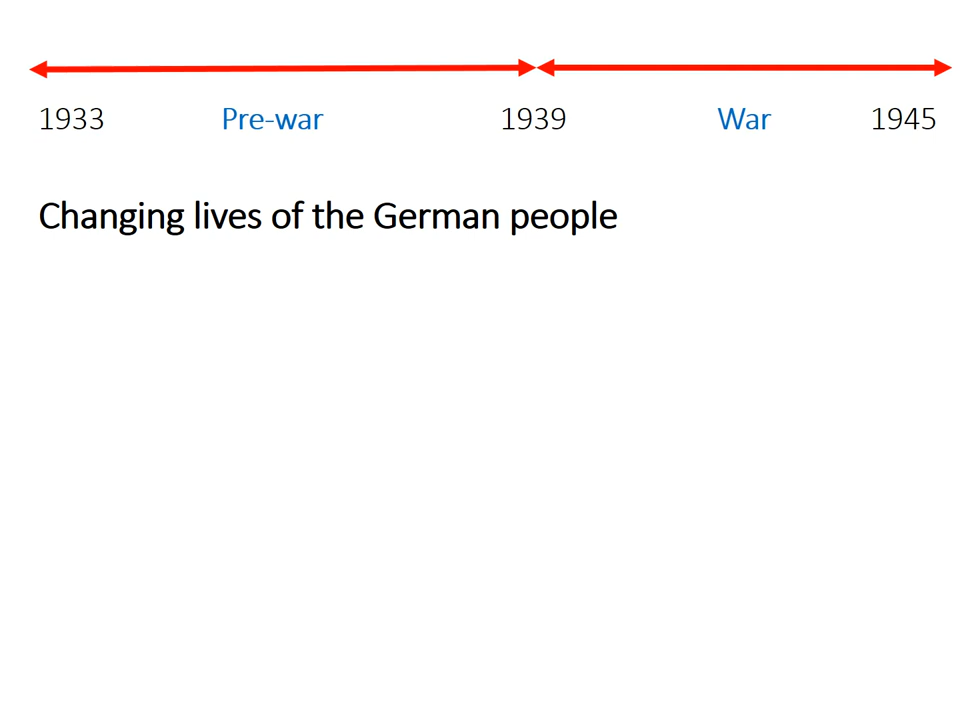 1933 Pre-war 1939 War 1945
Changing lives of the German people